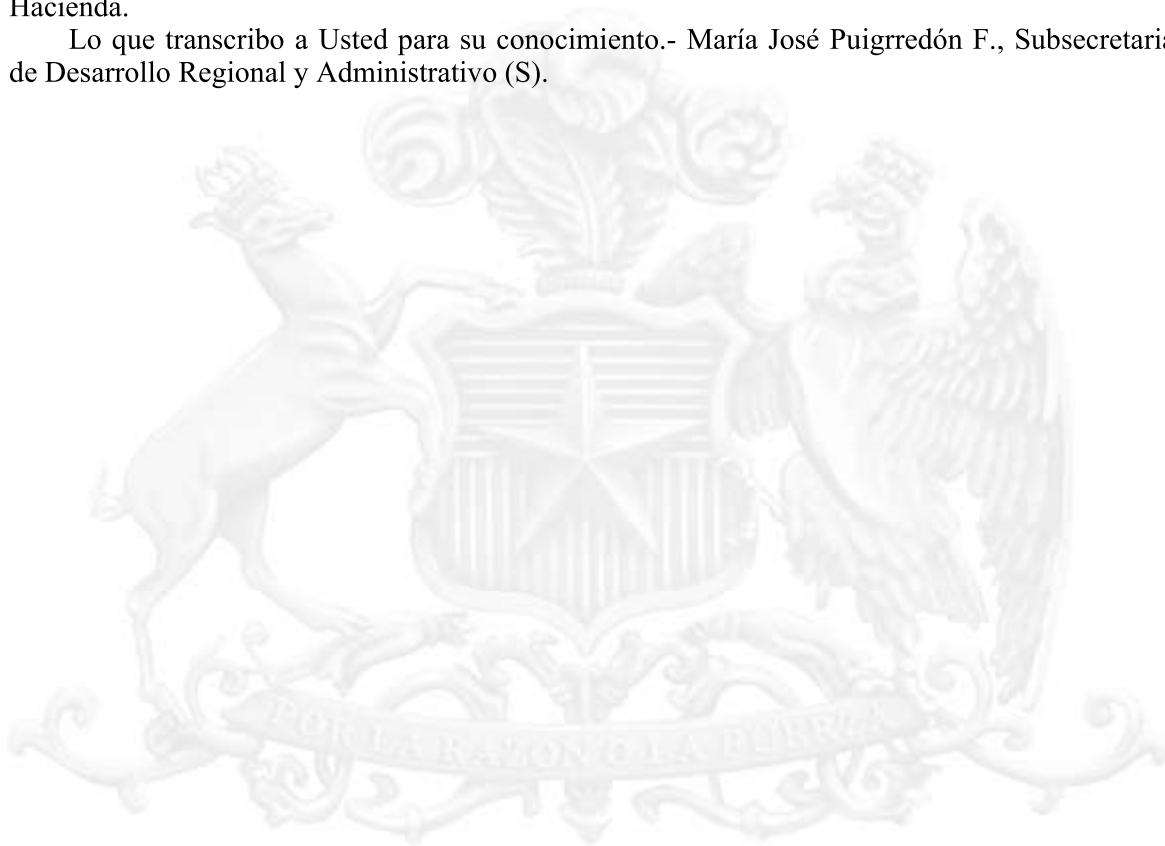 Hacienda.
Lo que transcribo a Usted para su conocimiento.- María José Puigrredón F., Subsecretaria
de Desarrollo Regional y Administrativo (S).
POR LA RAZON O LA FUERZA